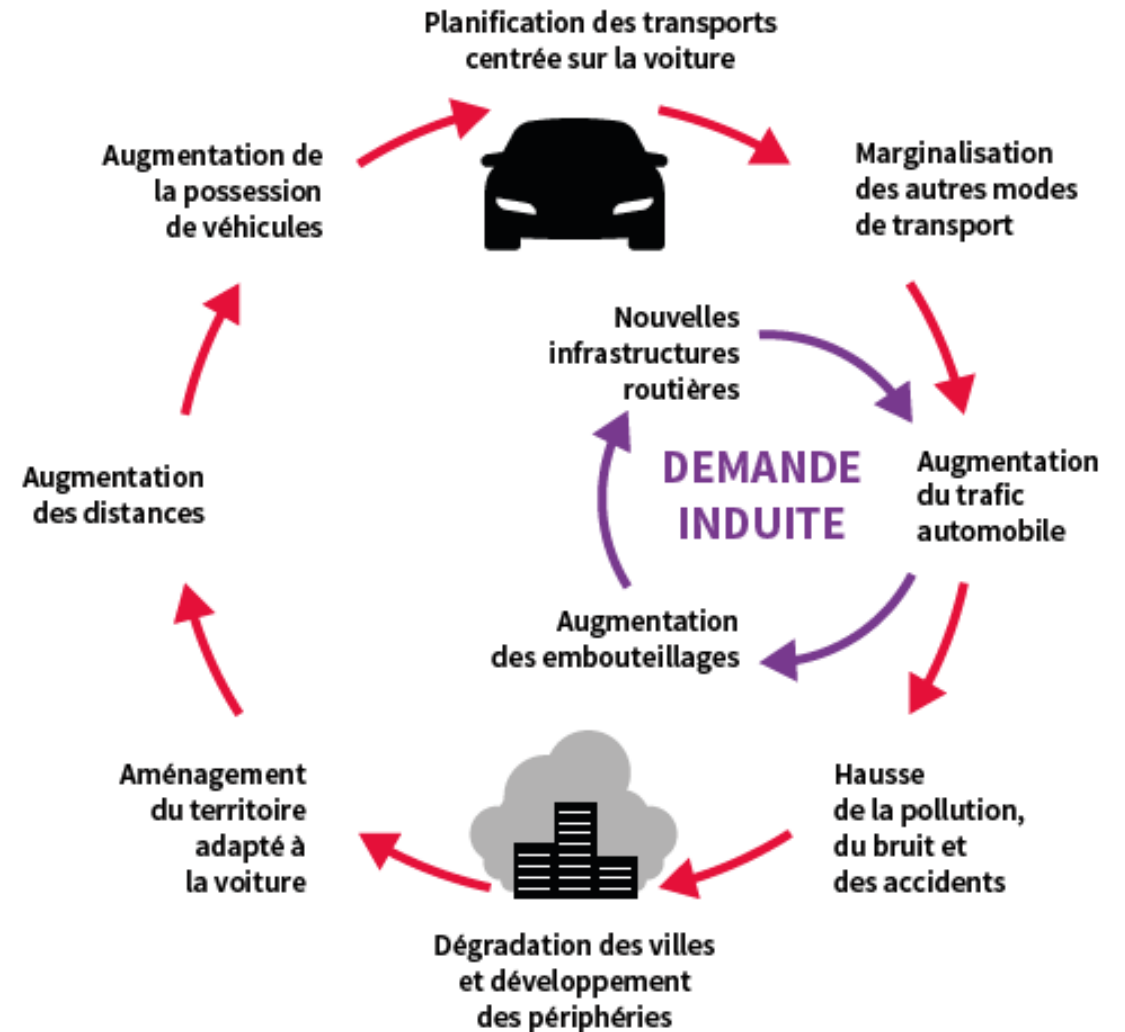 Planification des transports
centrée sur la voiture
Marginalisation
des autres modes
de transport
Augmentation
du trafic
automobile
Hausse
de la pollution,
du bruit et
des accidents
Dégradation des villes
et développement
des périphéries
Aménagement
du territoire
adapté à
la voiture
Augmentation
des distances
Augmentation de
la possession
de véhicules
Nouvelles
infrastructures
routières
DEMANDE
INDUITE
Augmentation
des embouteillages